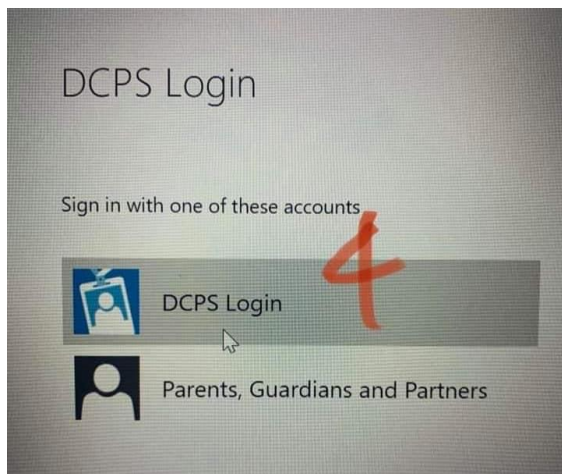 DCPS Login
Sign in with one of these accounts
4
DCPS Login
Parents, Guardians and Partners